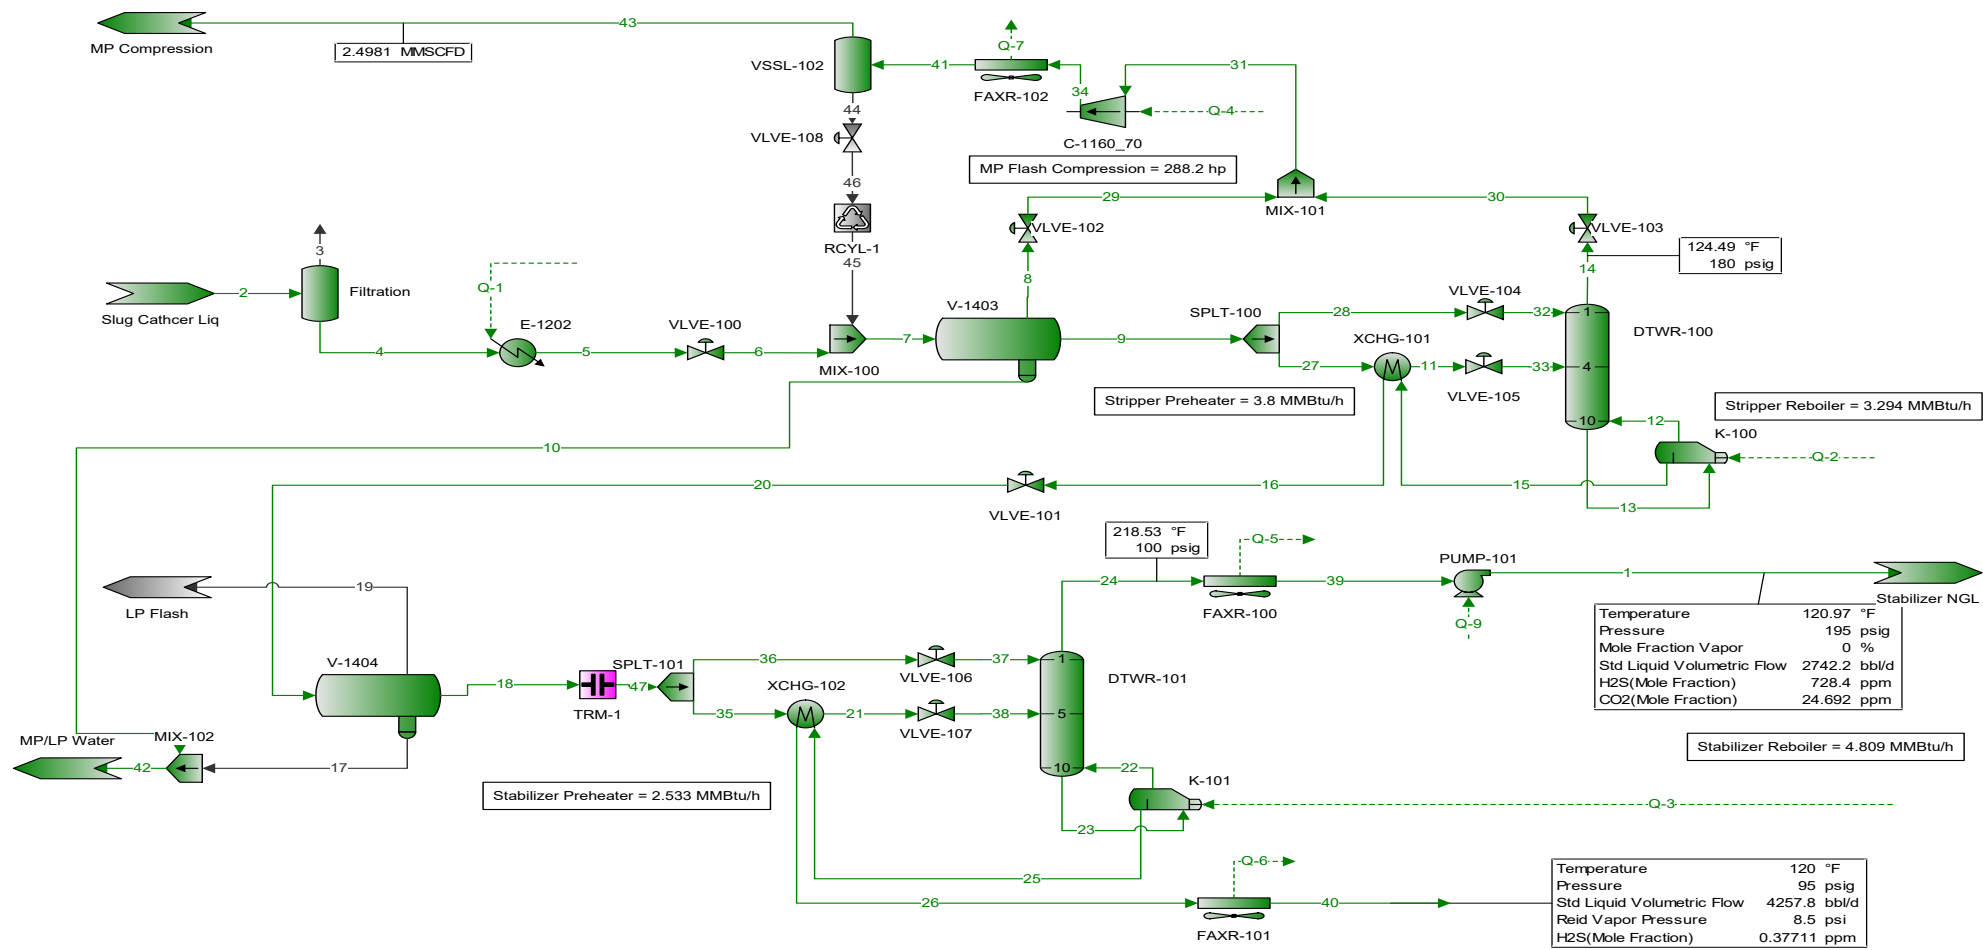 43
MP Compression
2.4981 MMSCFD
VSSL-102
41
Q-7
FAXR-102
34
31
Q-4
C-1160_70
MP Flash Compression = 288.2 hp
44
VLVE-108
46
RCYL-1
45
29
MIX-101
30
VLVE-102
VLVE-103
124.49 °F
180 psig
8
14
3
Filtration
2
Slug Cathcer Liq
4
Q-1
E-1202
5
VLVE-100
6
MIX-100
7
V-1403
9
SPLT-100
28
VLVE-104
32
1
DTWR-100
27
XCHG-101
11
VLVE-105
33
4
10
Stripper Preheater = 3.8 MMBtu/h
Stripper Reboiler = 3.294 MMBtu/h
12
K-100
Q-2
10
20
VLVE-101
16
15
13
218.53 °F
100 psig
Q-5
PUMP-101
24
FAXR-100
39
1
Stabilizer NGL
Q-9
Temperature 120.97 °F
Pressure 195 psig
Mole Fraction Vapor 0 %
Std Liquid Volumetric Flow 2742.2 bbl/d
H2S(Mole Fraction) 728.4 ppm
CO2(Mole Fraction) 24.692 ppm
19
LP Flash
V-1404
18
TRM-1
47
SPLT-101
36
VLVE-106
37
1
DTWR-101
35
XCHG-102
21
VLVE-107
38
5
10
Stabilizer Reboiler = 4.809 MMBtu/h
MP/LP Water
MIX-102
42
17
Stabilizer Preheater = 2.533 MMBtu/h
22
K-101
Q-3
23
25
Q-6
26
FAXR-101
40
Temperature 120 °F
Pressure 95 psig
Std Liquid Volumetric Flow 4257.8 bbl/d
Reid Vapor Pressure 8.5 psi
H2S(Mole Fraction) 0.37711 ppm